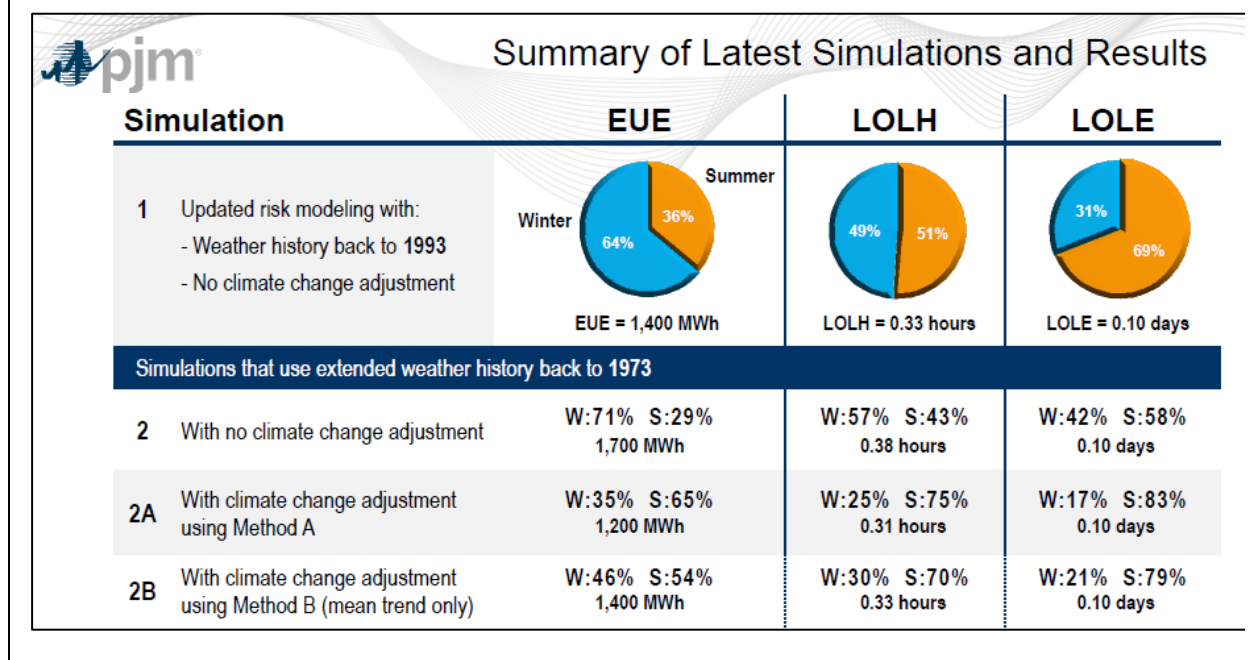 pjm
Summary of Latest Simulations and Results
Simulation EUE LOLH LOLE
1 Updated risk modeling with:
- Weather history back to 1993
- No climate change adjustment
Summer
Winter
36%
64%
EUE = 1,400 MWh
49% 51%
LOLH = 0.33 hours
31%
69%
LOLE = 0.10 days
Simulations that use extended weather history back to 1973
2 With no climate change adjustment
W:71% S:29%
1,700 MWh
W:57% S:43%
0.38 hours
W:42% S:58%
0.10 days
2A With climate change adjustment
using Method A
W:35% S:65%
1,200 MWh
W:25% S:75%
0.31 hours
W:17% S:83%
0.10 days
2B With climate change adjustment
using Method B (mean trend only)
W:46% S:54%
1,400 MWh
W:30% S:70%
0.33 hours
W:21% S:79%
0.10 days